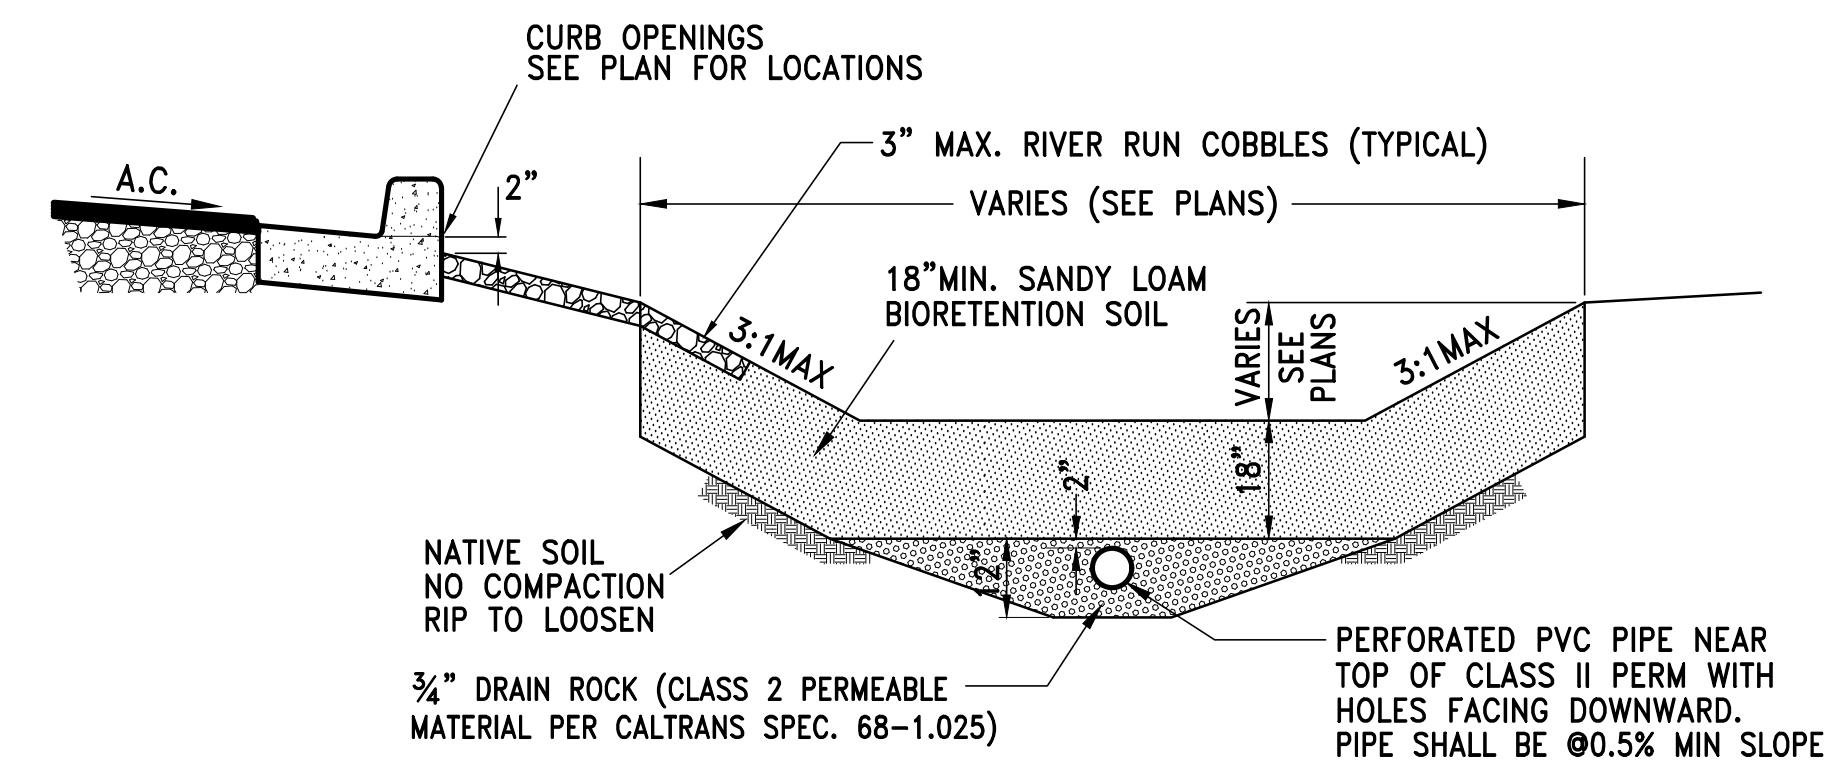 CURB OPENINGS
SEE PLAN FOR LOCATIONS
3” MAX. RIVER RUN COBBLES (TYPICAL)
A.C.
2”
VARIES (SEE PLANS)
18”MIN. SANDY LOAM
BIORETENTION SOIL
3:1MAX
VARIES
SEE
PLANS
3:1MAX
2”
18”
12”
NATIVE SOIL
NO COMPACTION
RIP TO LOOSEN
¾” DRAIN ROCK (CLASS 2 PERMEABLE
MATERIAL PER CALTRANS SPEC. 68-1.025)
PERFORATED PVC PIPE NEAR
TOP OF CLASS II PERM WITH
HOLES FACING DOWNWARD.
PIPE SHALL BE @0.5% MIN SLOPE